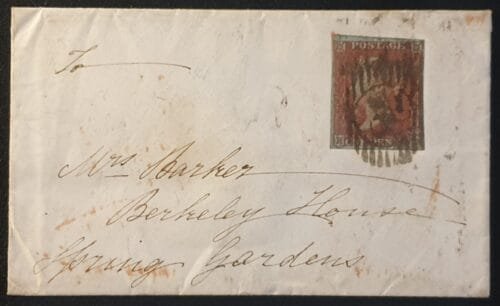 To
POSTAGE
Mrs Barker
Berkeley House
Spring Gardens